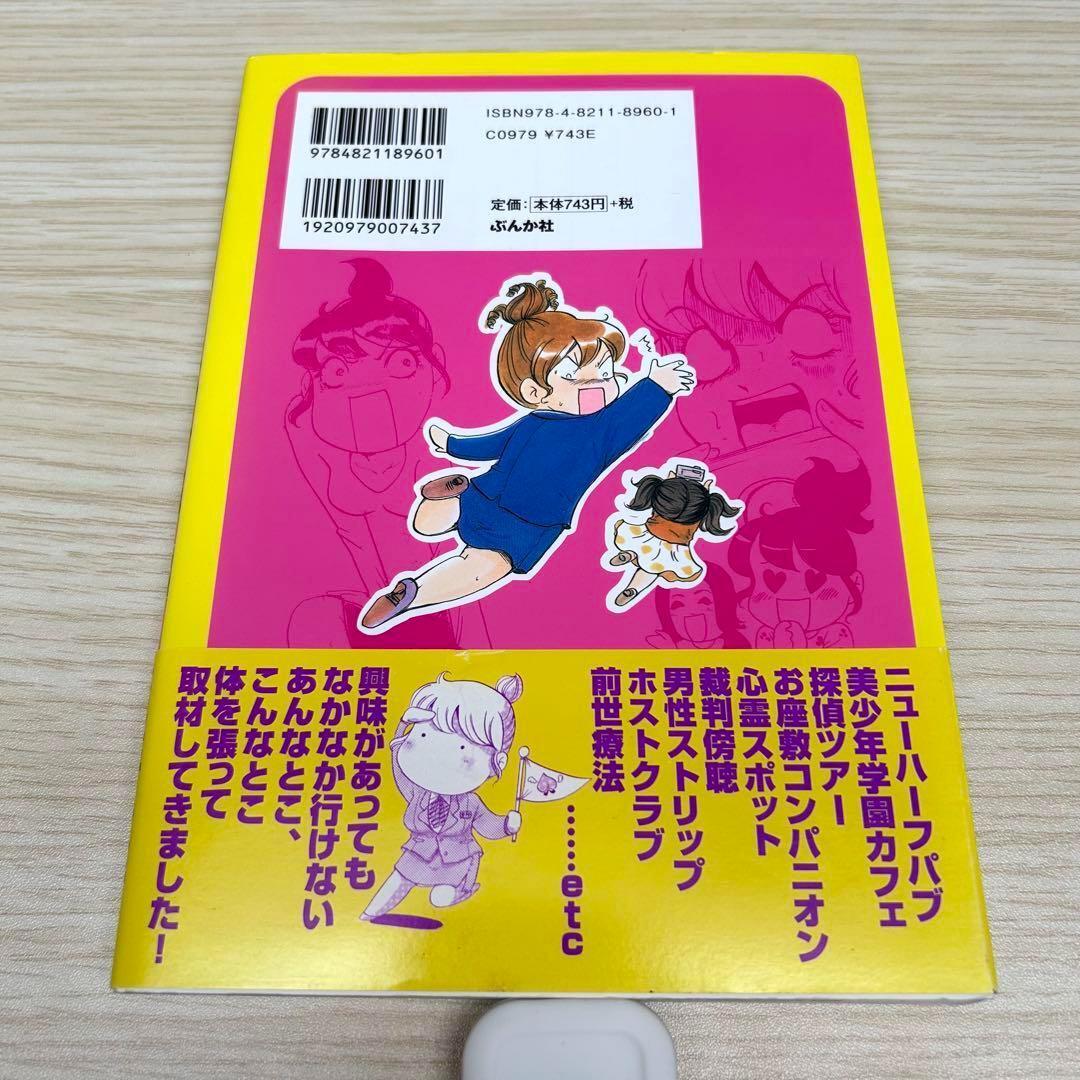 ISBN978-4-8211-8960-1
C0979 ¥743E
9784821189601
1920979007437
定価：本体743円+税
ぶんか社
ニューハーフパブ
美少年学園カフェ
探偵ツアー
お座敷コンパニオン
心霊スポット
裁判傍聴
男性ストリップ
ホストクラブ
前世療法
……etc
興味があっても
なかなか行けない
あんなとこ、
こんなとこ
体を張って
取材してきました！